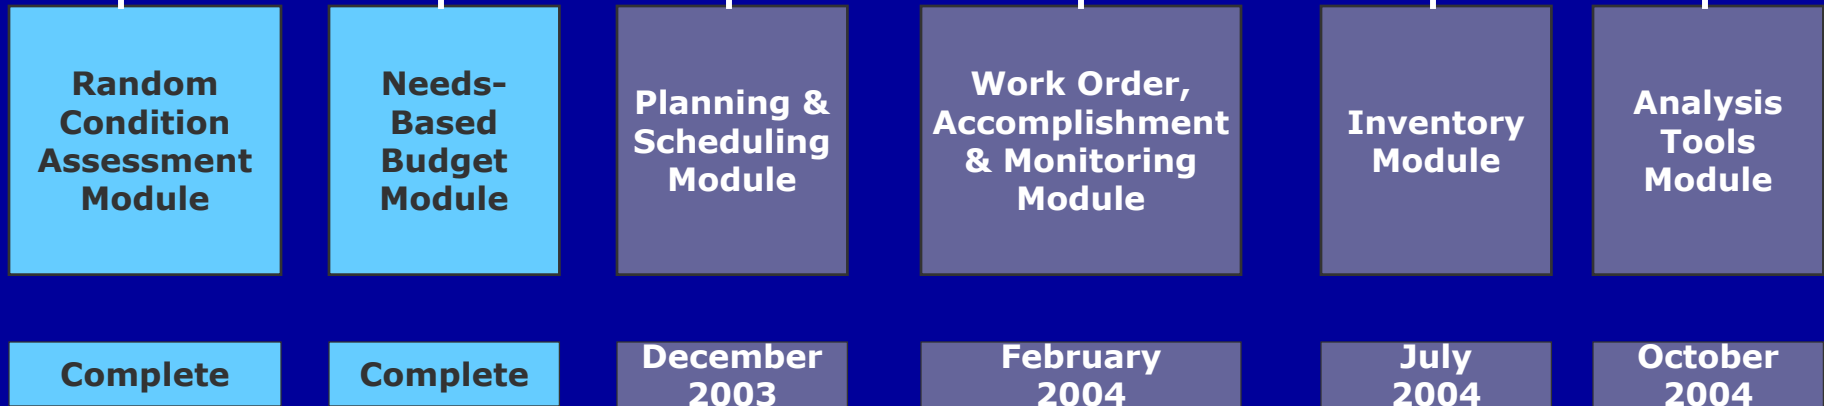 Random
Condition
Assessment
Module
Needs-
Based
Budget
Module
Planning &
Scheduling
Module
Work Order,
Accomplishment
& Monitoring
Module
Inventory
Module
Analysis
Tools
Module
Complete
Complete
December
2003
February
2004
July
2004
October
2004